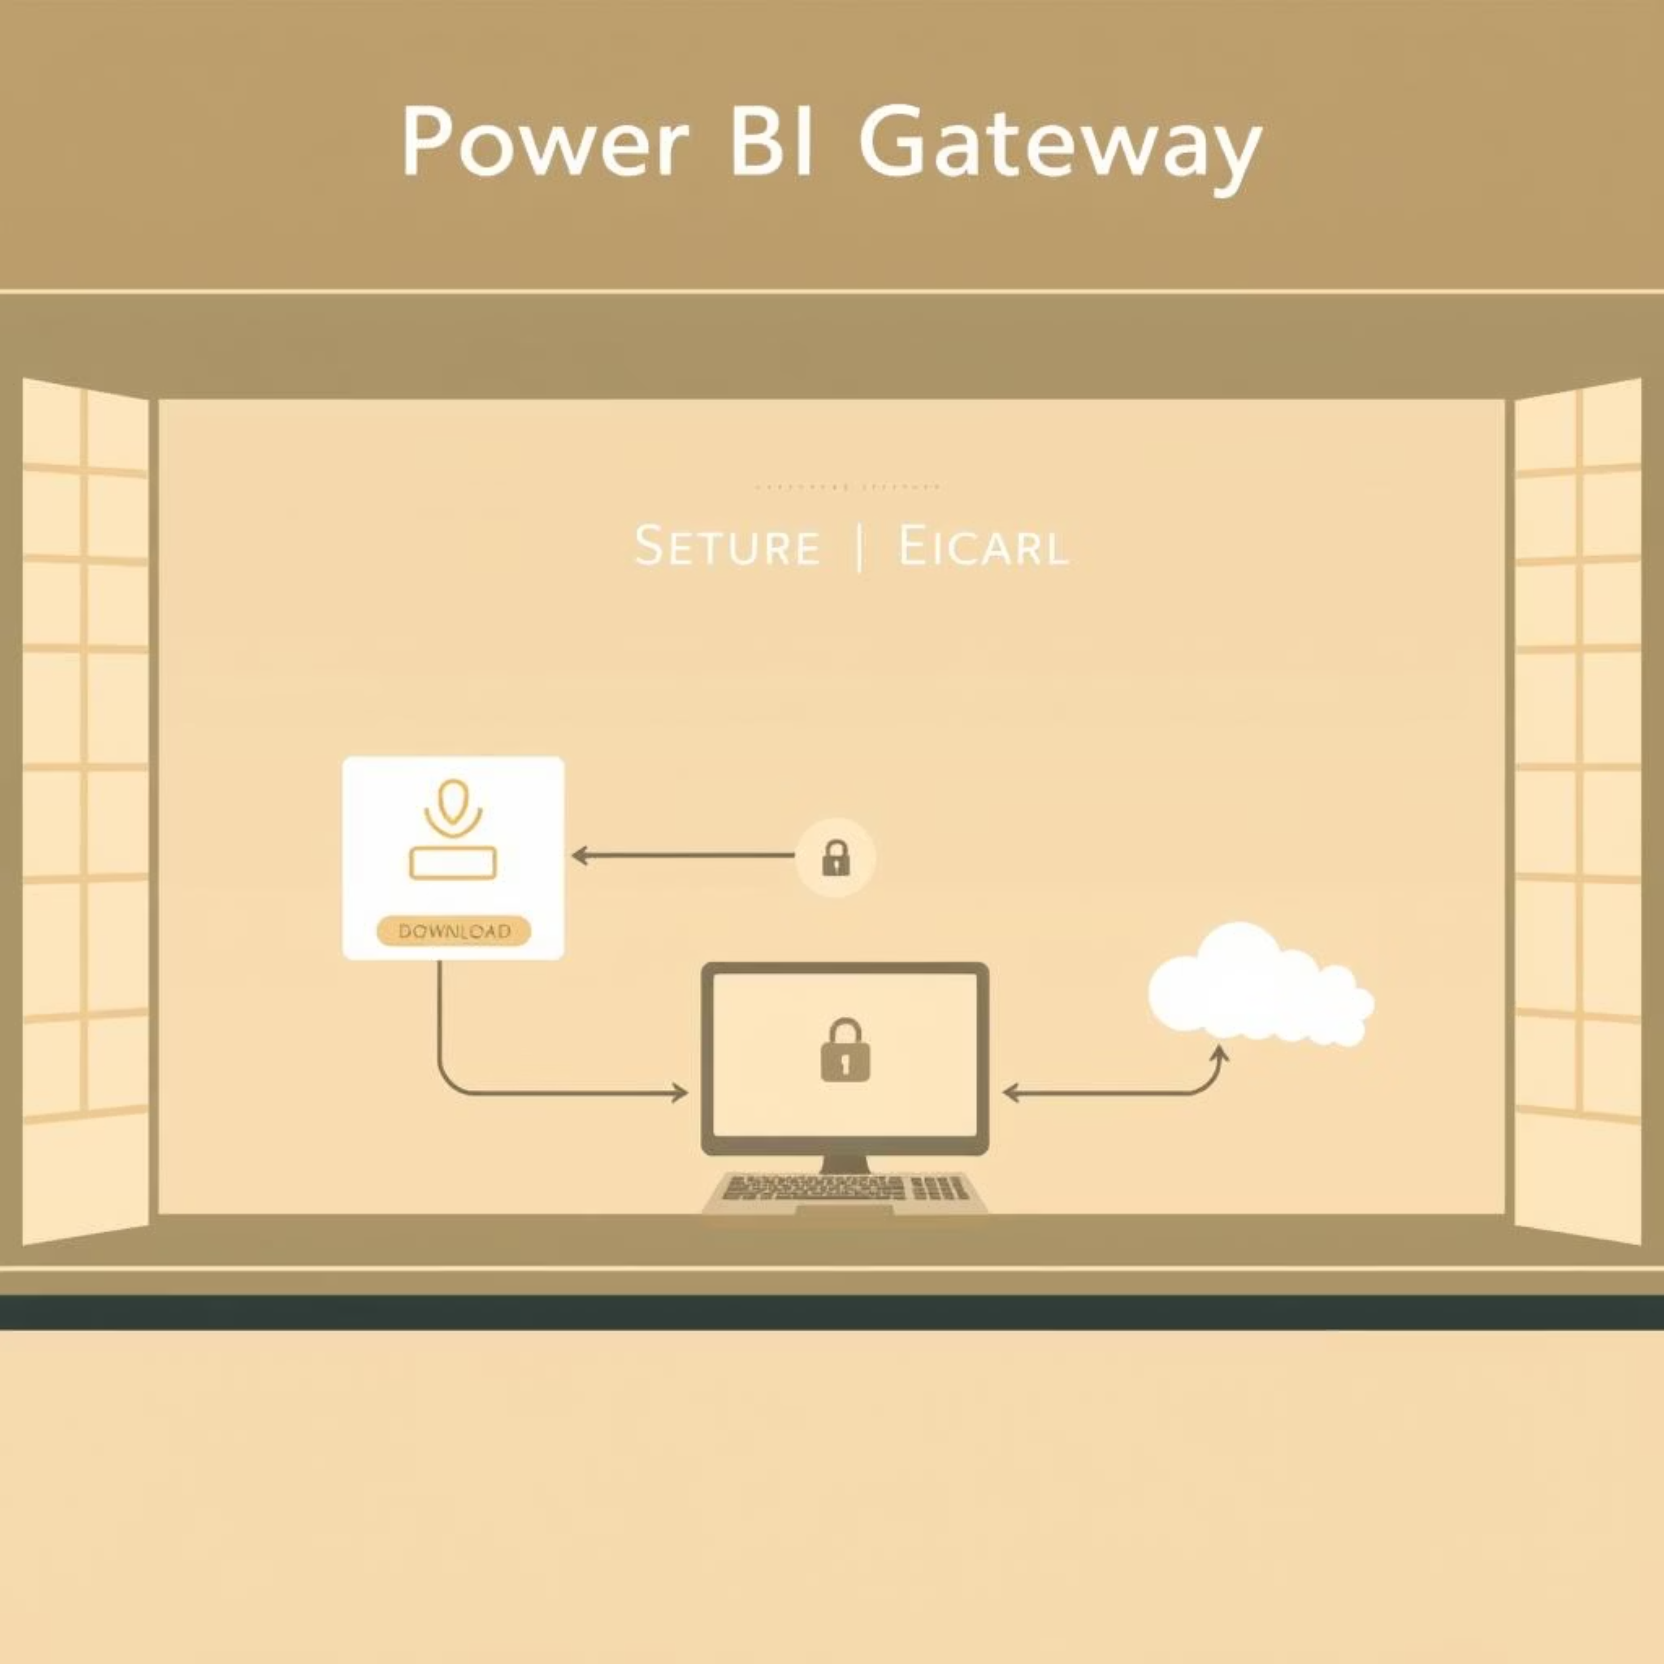 Power BI Gateway
SETURE | EICARL
DOWNLOAD